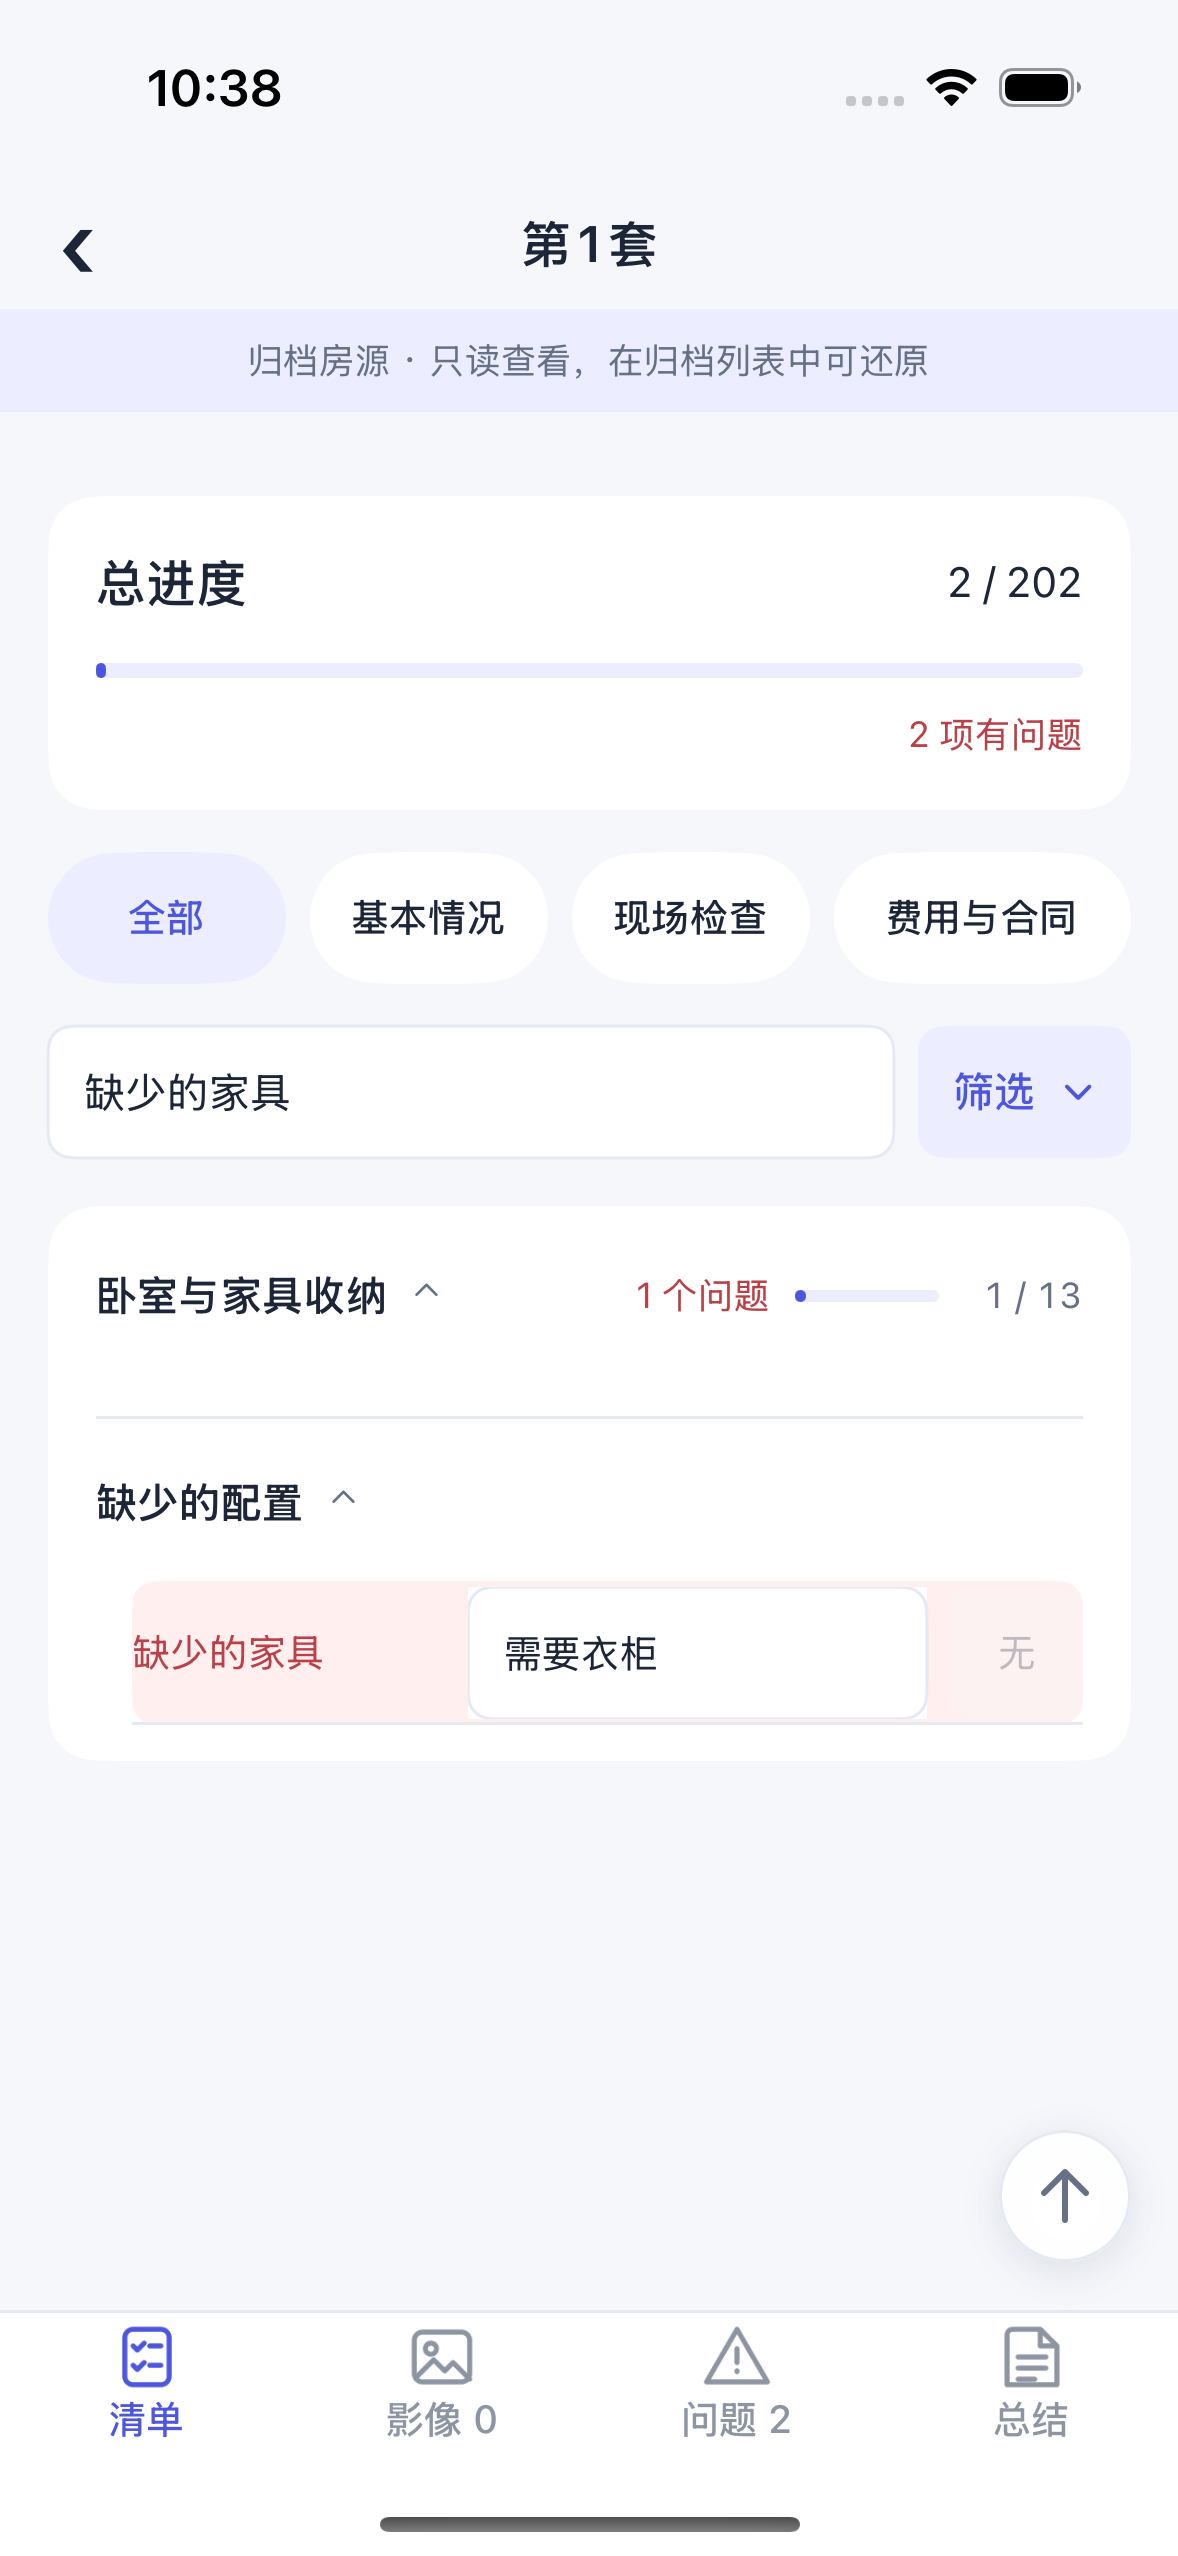 10:38
第1套
归档房源 · 只读查看，在归档列表中可还原
总进度
2 / 202
2 项有问题
全部
基本情况
现场检查
费用与合同
缺少的家具
筛选
卧室与家具收纳
1 个问题
1 / 13
缺少的配置
缺少的家具
需要衣柜
无
清单
影像 0
问题 2
总结